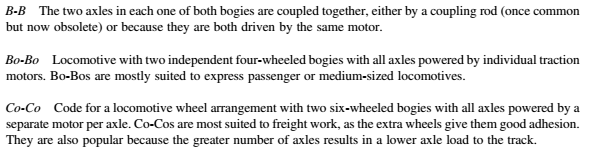 B-B The two axles in each one of both bogies are coupled together, either by a coupling rod (once common
but now obsolete) or because they are both driven by the same motor.
Bo-Bo Locomotive with two independent four-wheeled bogies with all axles powered by individual traction
motors. Bo-Bos are mostly suited to express passenger or medium-sized locomotives.
Co-Co Code for a locomotive wheel arrangement with two six-wheeled bogies with all axles powered by a
separate motor per axle. Co-Cos are most suited to freight work, as the extra wheels give them good adhesion.
They are also popular because the greater number of axles results in a lower axle load to the track.